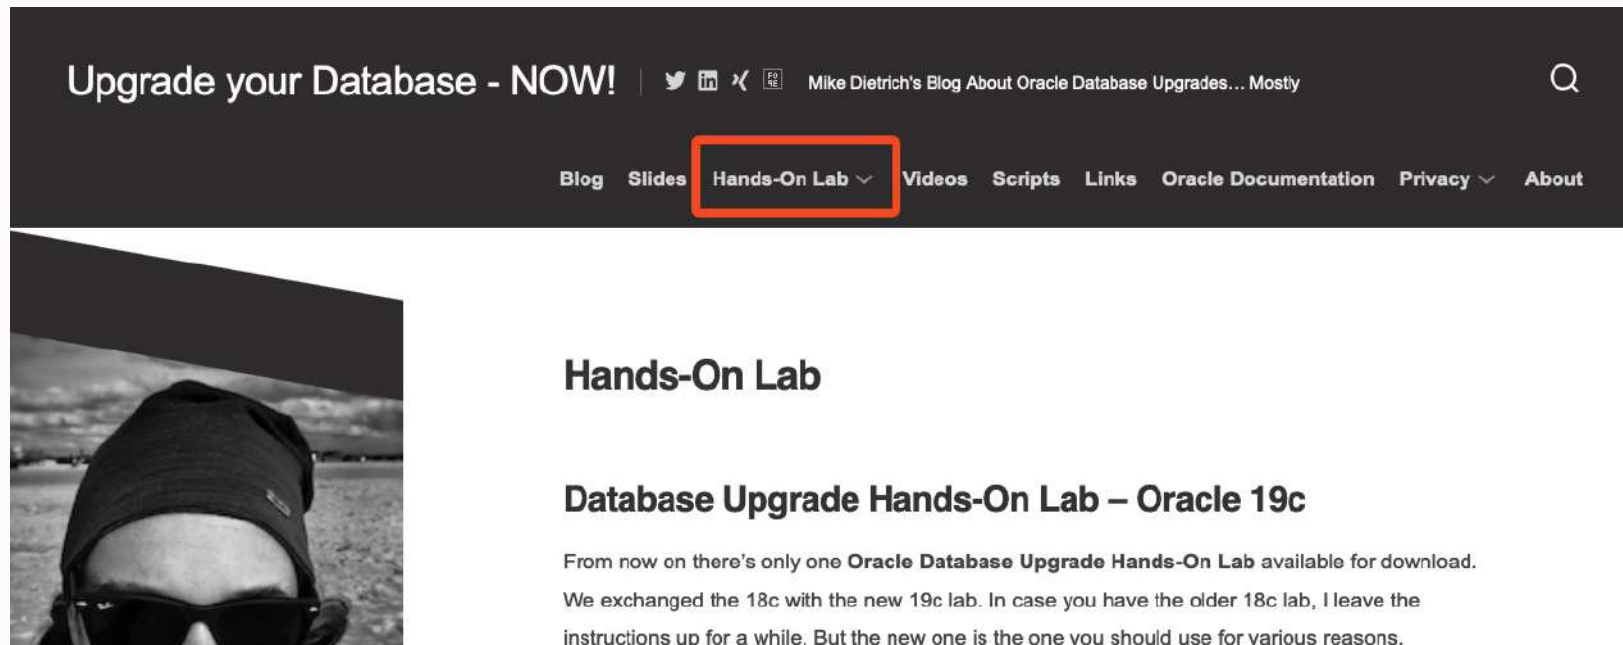 Upgrade your Database - NOW!
in
FO
RE
Mike Dietrich's Blog About Oracle Database Upgrades... Mostly
Blog Slides Hands-On Lab Videos Scripts Links Oracle Documentation Privacy About
Hands-On Lab
Database Upgrade Hands-On Lab – Oracle 19c
From now on there's only one Oracle Database Upgrade Hands-On Lab available for download.
We exchanged the 18c with the new 19c lab. In case you have the older 18c lab, I leave the
instructions up for a while. But the new one is the one you should use for various reasons.